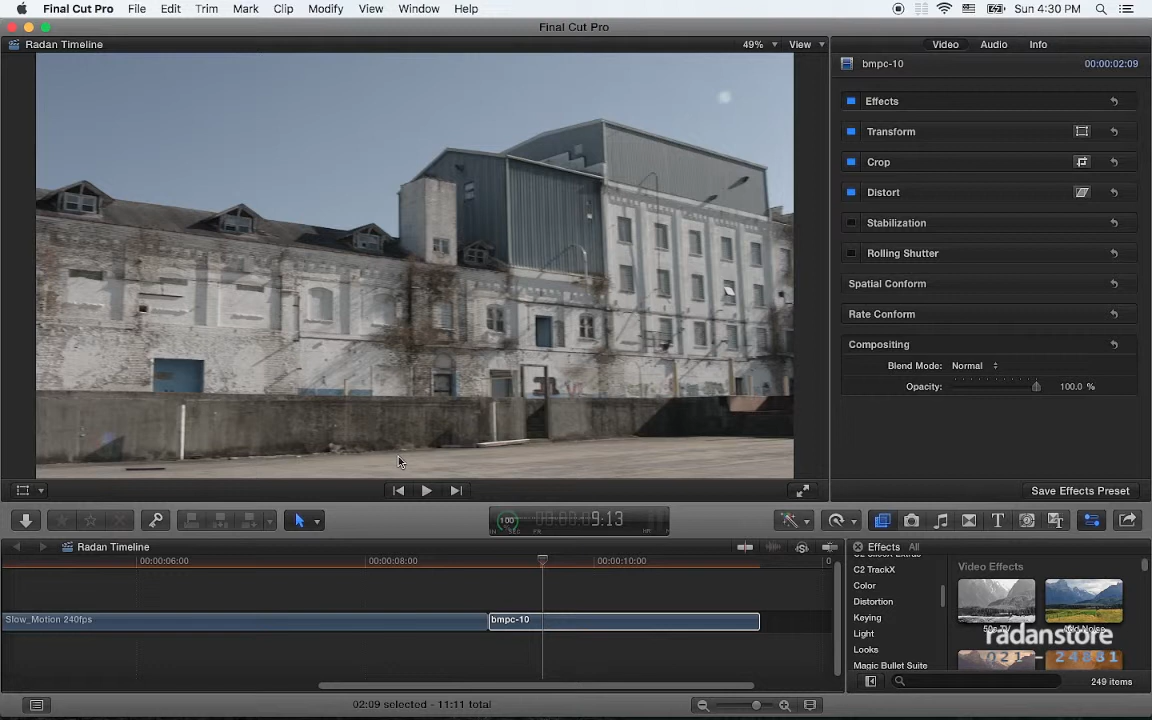 Final Cut Pro File Edit Trim Mark Clip Modify View Window Help Sun 4:30 PM
Final Cut Pro
Radan Timeline 49% View Video Audio Info
bmpc-10 00:00:02:09
Effects
Transform
Crop
Distort
Stabilization
Rolling Shutter
Spatial Conform
Rate Conform
Compositing
Blend Mode: Normal
Opacity: 100.0 %
Save Effects Preset
100 9:13
Radan Timeline Effects All
00:00:06:00 00:00:08:00 00:00:10:00
C2 TrackX
Color
Distortion
Keying
Light
Looks
Magic Bullet Suite
Video Effects
Slow_Motion 240fps bmpc-10
radanstore
021 - 24831
249 items
02:09 selected - 11:11 total